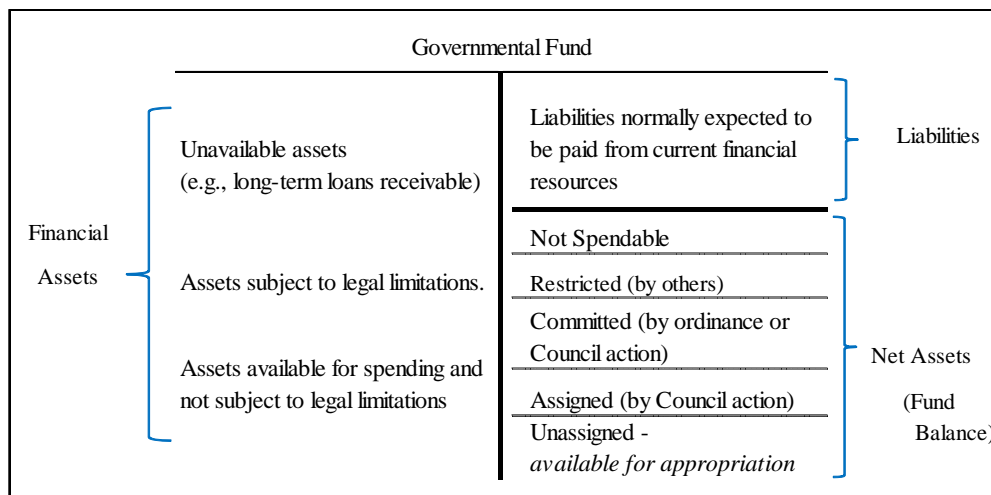 Governmental Fund
Financial
Assets
Unavailable assets
(e.g., long-term loans receivable)
Assets subject to legal limitations.
Assets available for spending and
not subject to legal limitations
Liabilities normally expected to
be paid from current financial
resources
Liabilities
Not Spendable
Restricted (by others)
Committed (by ordinance or
Council action)
Assigned (by Council action)
Unassigned -
available for appropriation
Net Assets
(Fund
Balance)